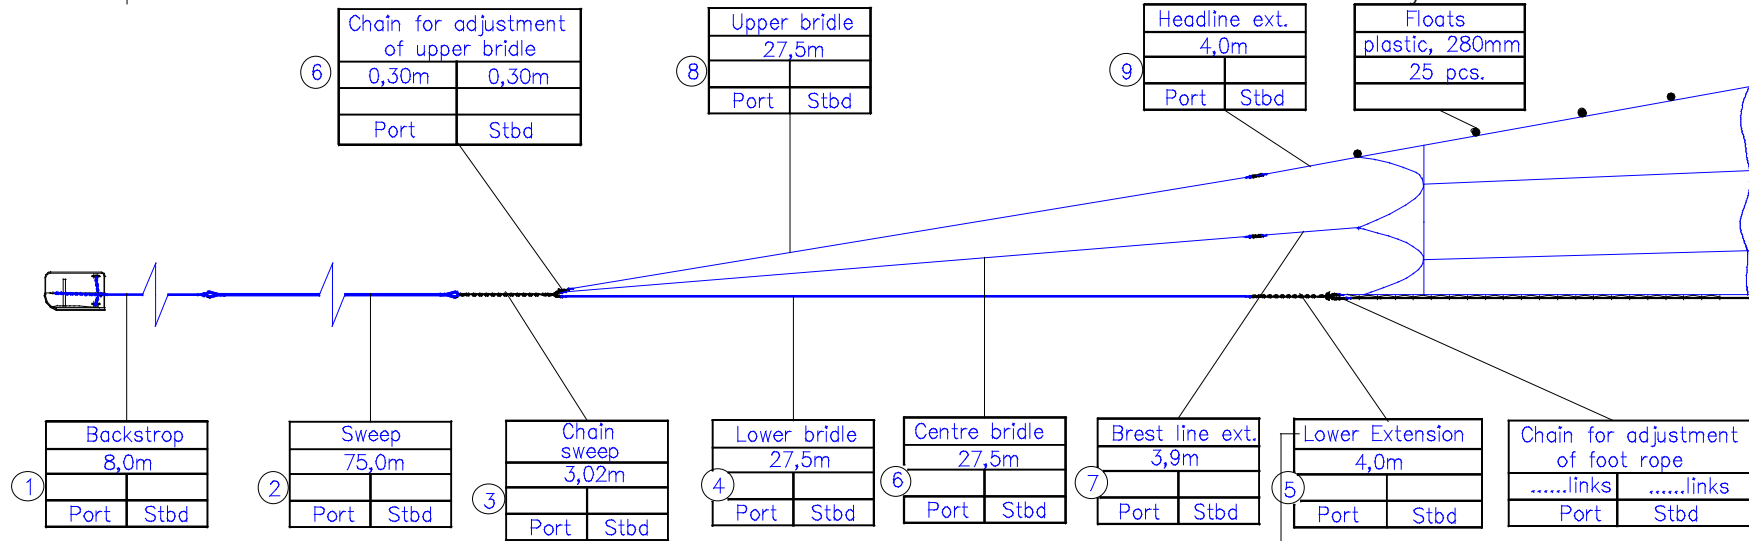 Chain for adjustment
of upper bridle
6
0,30m 0,30m
Port Stbd
Upper bridle
27,5m
8
Port Stbd
Headline ext.
4,0m
9
Port Stbd
Floats
plastic, 280mm
25 pcs.
Backstrop
8,0m
1
Port Stbd
Sweep
75,0m
2
Port Stbd
Chain
sweep
3,02m
3
Port Stbd
Lower bridle
27,5m
4
Port Stbd
Centre bridle
27,5m
6
Port Stbd
Brest line ext.
3,9m
7
Port Stbd
Lower Extension
4,0m
5
Port Stbd
Chain for adjustment
of foot rope
......links ......links
Port Stbd